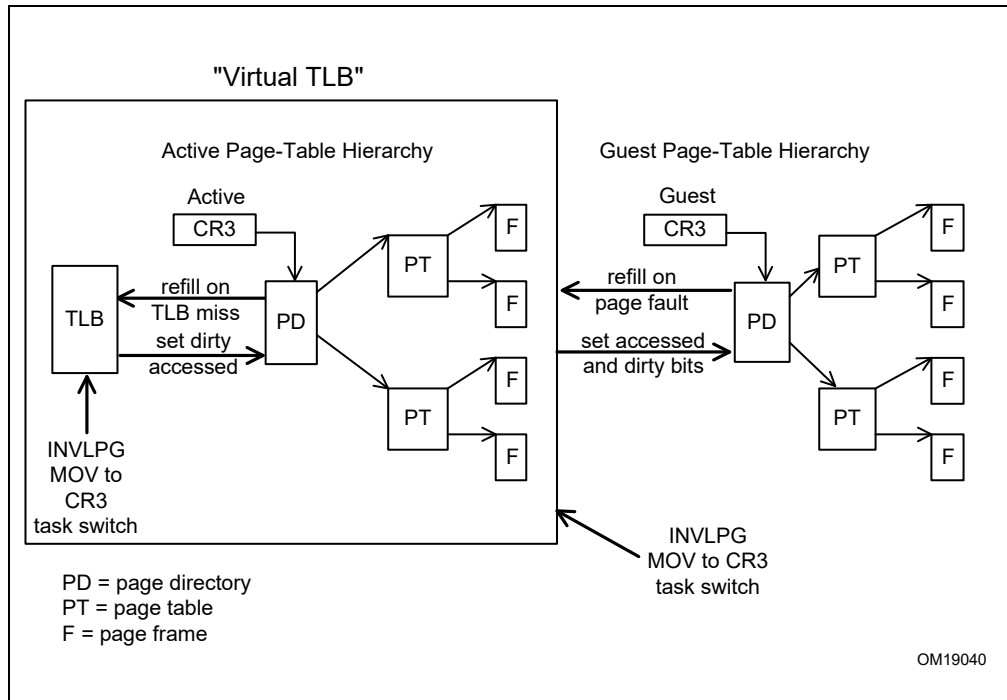 "Virtual TLB"
Active Page-Table Hierarchy
Active
CR3
TLB
refill on
TLB miss
set dirty
accessed
PD
PT
F
F
PT
F
F
INVLPG
MOV to
CR3
task switch
Guest Page-Table Hierarchy
Guest
CR3
refill on
page fault
set accessed
and dirty bits
PD
PT
F
F
PT
F
F
INVLPG
MOV to CR3
task switch
PD = page directory
PT = page table
F = page frame
OM19040